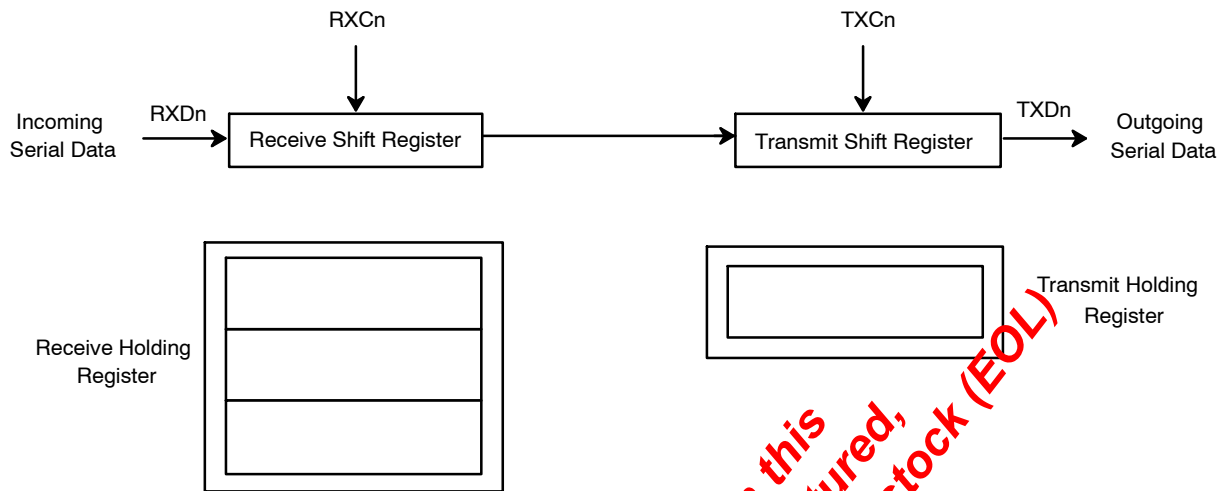 RXCn
TXCn
Incoming
Serial Data
RXDn
Receive Shift Register
Transmit Shift Register
TXDn
Outgoing
Serial Data
Receive Holding
Register
Transmit Holding
Register
this
tured,
stock (EOL)